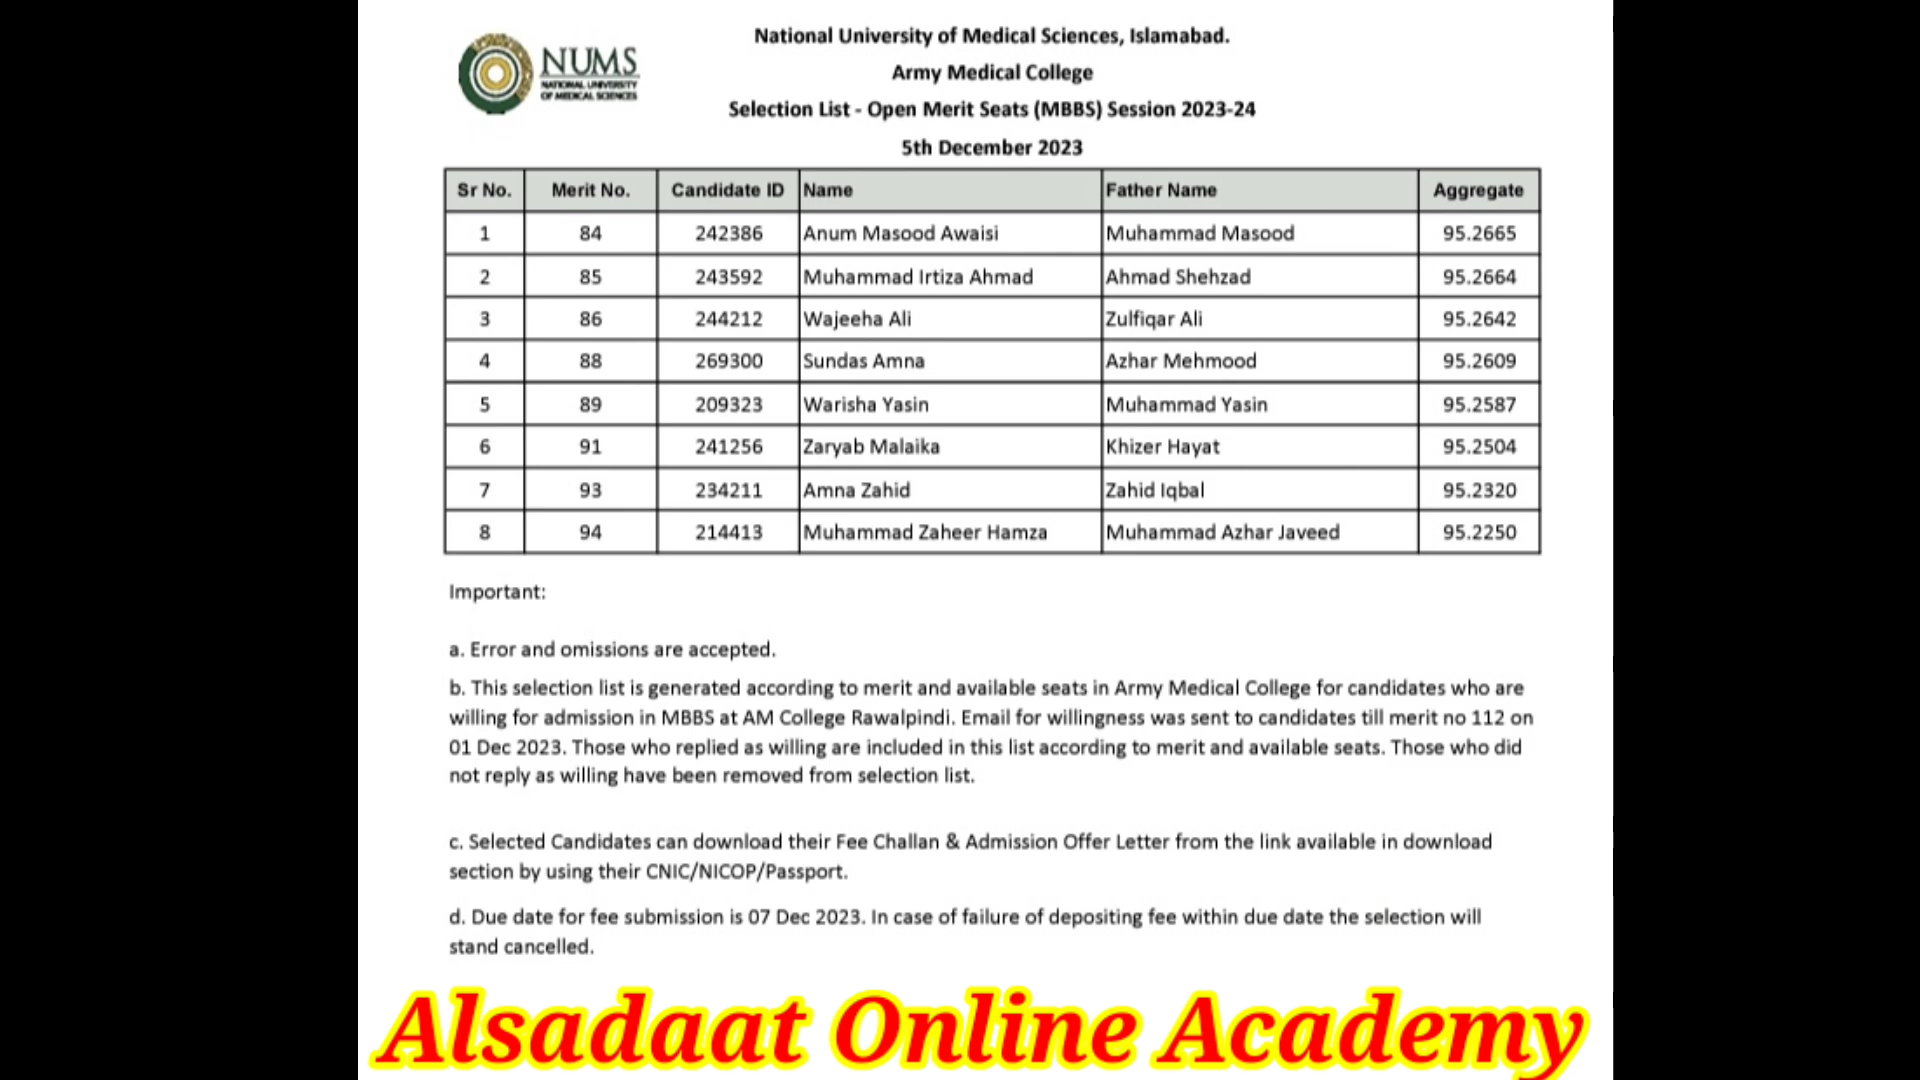 NUMS
NATIONAL UNIVERSITY
OF MEDICAL SCIENCES
National University of Medical Sciences, Islamabad.
Army Medical College
Selection List - Open Merit Seats (MBBS) Session 2023-24
5th December 2023
Sr No. Merit No. Candidate ID Name Father Name Aggregate
1 84 242386 Anum Masood Awaisi Muhammad Masood 95.2665
2 85 243592 Muhammad Irtiza Ahmad Ahmad Shehzad 95.2664
3 86 244212 Wajeeha Ali Zulfiqar Ali 95.2642
4 88 269300 Sundas Amna Azhar Mehmood 95.2609
5 89 209323 Warisha Yasin Muhammad Yasin 95.2587
6 91 241256 Zaryab Malaika Khizer Hayat 95.2504
7 93 234211 Amna Zahid Zahid Iqbal 95.2320
8 94 214413 Muhammad Zaheer Hamza Muhammad Azhar Javeed 95.2250
Important:
a. Error and omissions are accepted.
b. This selection list is generated according to merit and available seats in Army Medical College for candidates who are
willing for admission in MBBS at AM College Rawalpindi. Email for willingness was sent to candidates till merit no 112 on
01 Dec 2023. Those who replied as willing are included in this list according to merit and available seats. Those who did
not reply as willing have been removed from selection list.
c. Selected Candidates can download their Fee Challan & Admission Offer Letter from the link available in download
section by using their CNIC/NICOP/Passport.
d. Due date for fee submission is 07 Dec 2023. In case of failure of depositing fee within due date the selection will
stand cancelled.
Alsadaat Online Academy